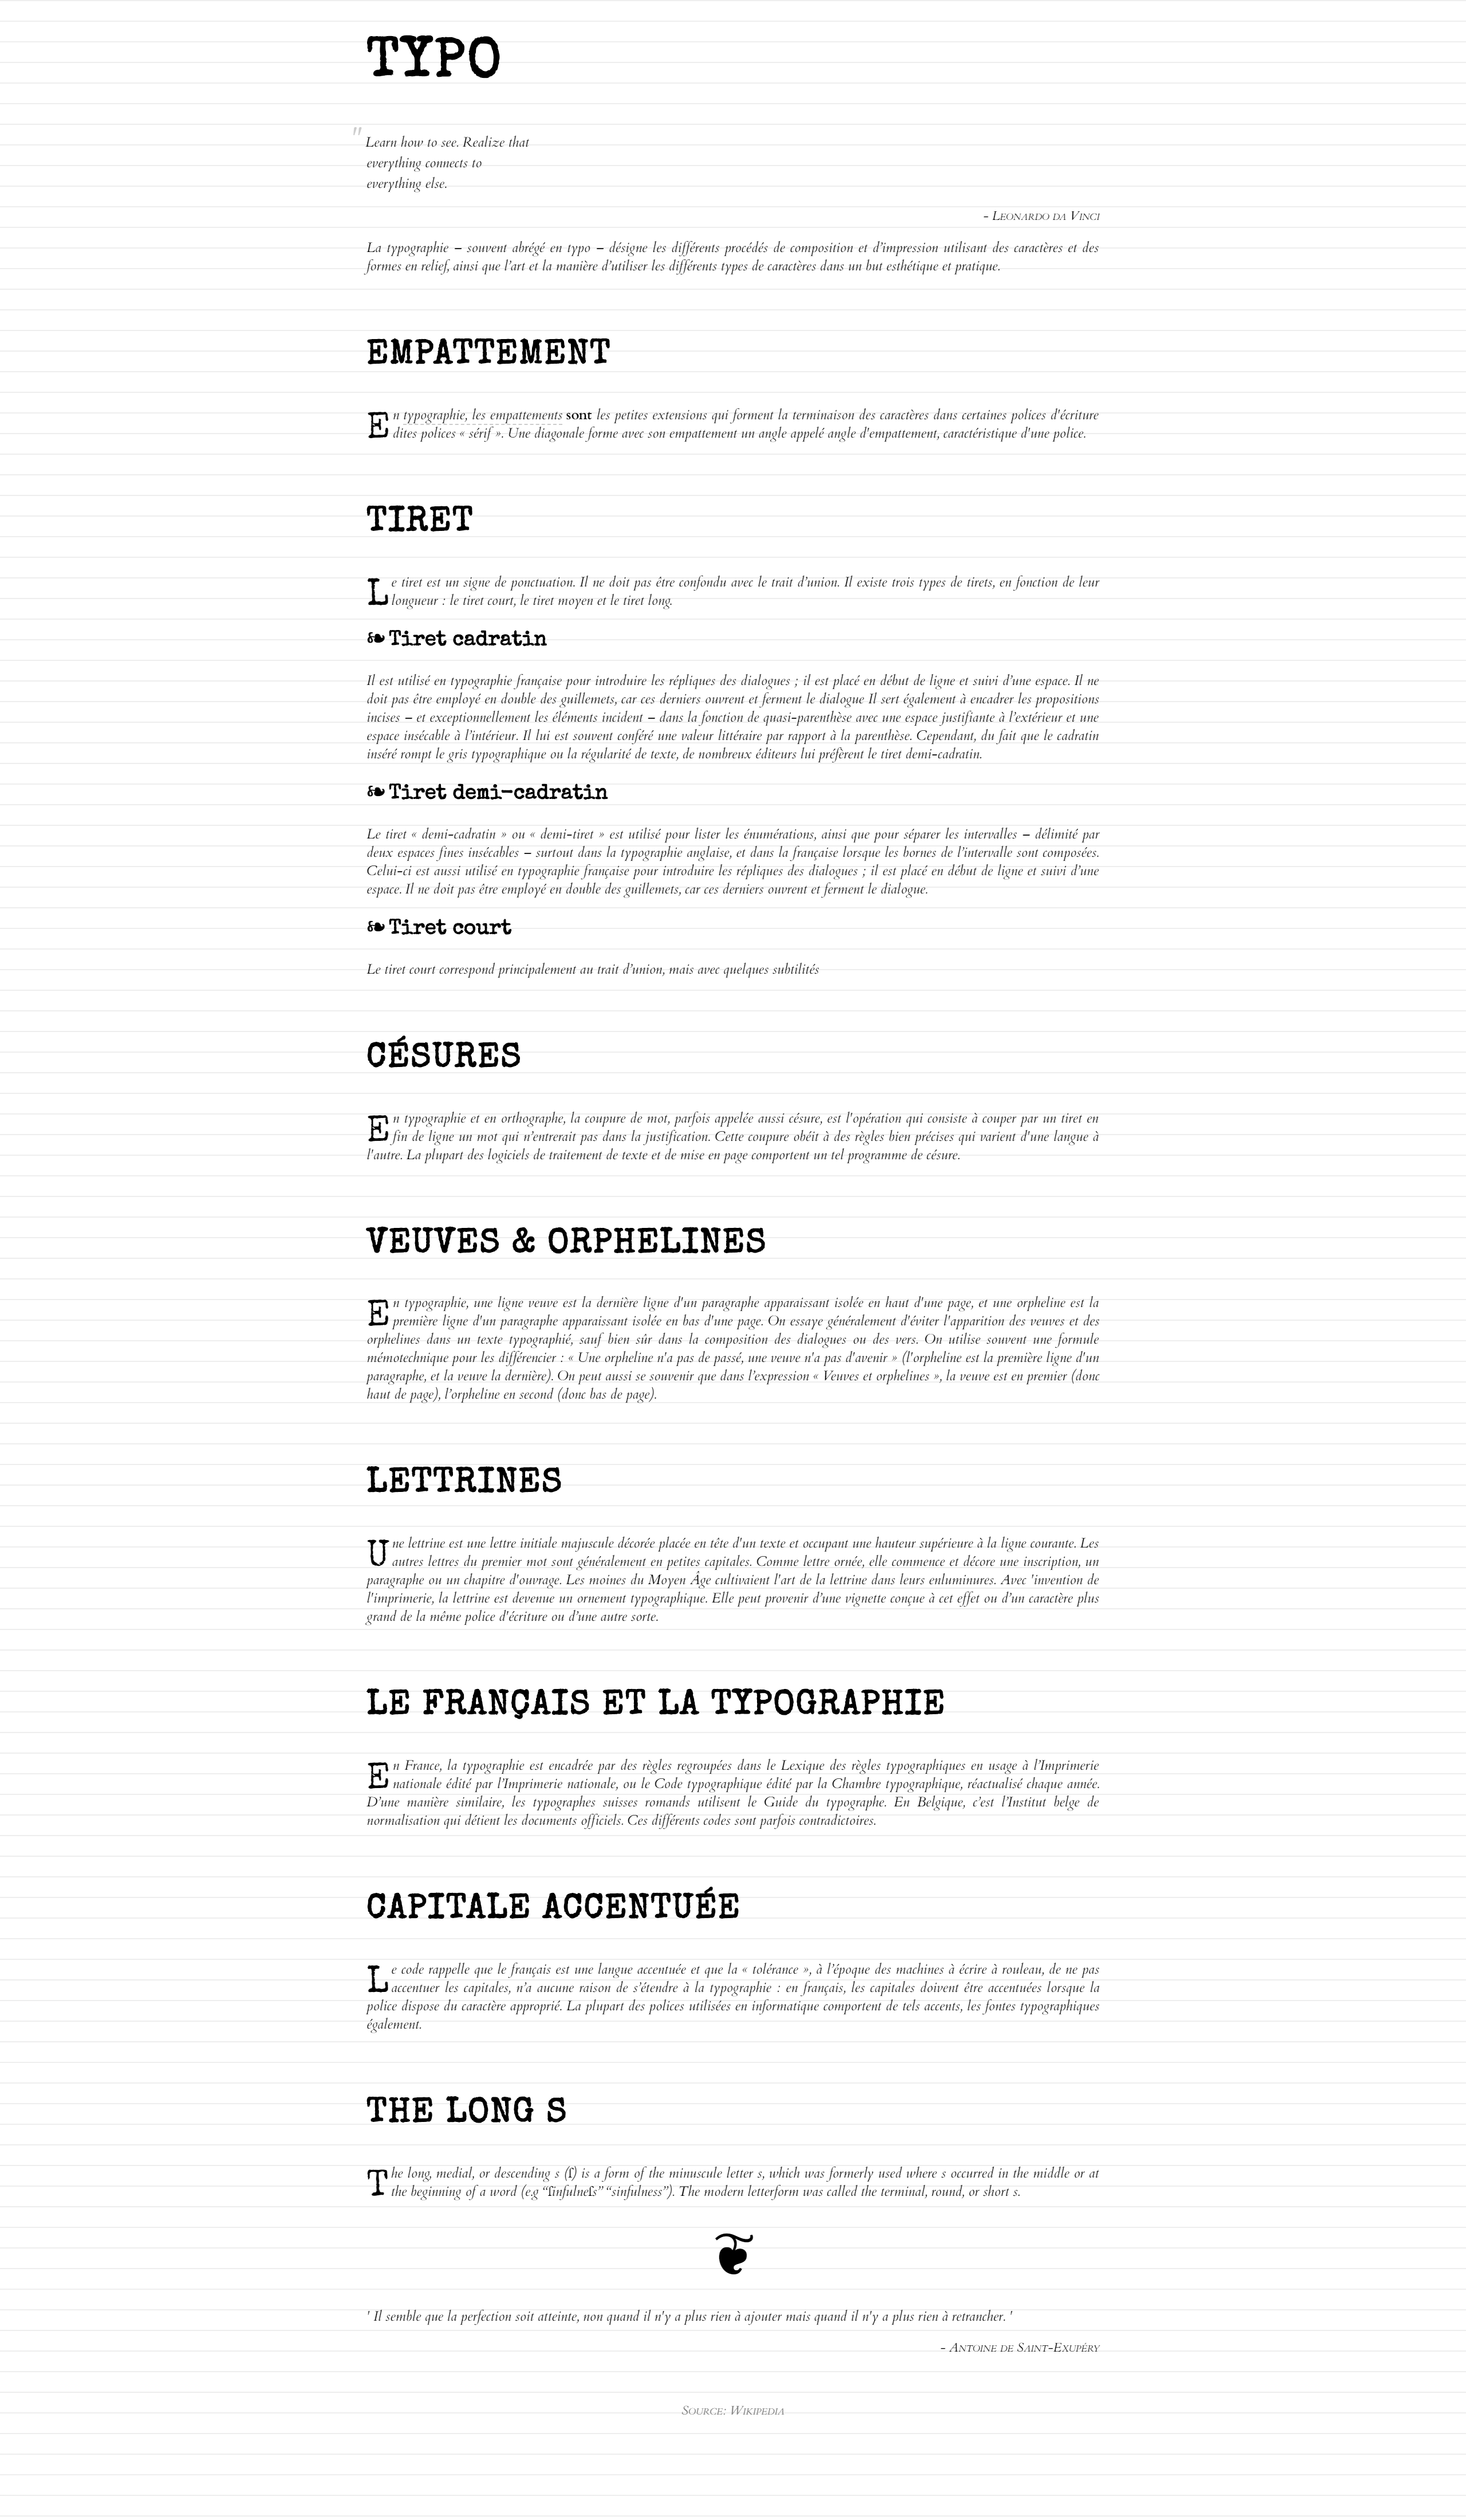 TYPO
" Learn how to see. Realize that
everything connects to
everything else.
- Leonardo da Vinci
La typographie – souvent abrégé en typo – désigne les différents procédés de composition et d’impression utilisant des caractères et des
formes en relief, ainsi que l’art et la manière d’utiliser les différents types de caractères dans un but esthétique et pratique.
EMPATTEMENT
En typographie, les empattements sont les petites extensions qui forment la terminaison des caractères dans certaines polices d'écriture
dites polices « sérif ». Une diagonale forme avec son empattement un angle appelé angle d'empattement, caractéristique d'une police.
TIRET
Le tiret est un signe de ponctuation. Il ne doit pas être confondu avec le trait d’union. Il existe trois types de tirets, en fonction de leur
longueur : le tiret court, le tiret moyen et le tiret long.
❧ Tiret cadratin
Il est utilisé en typographie française pour introduire les répliques des dialogues ; il est placé en début de ligne et suivi d’une espace. Il ne
doit pas être employé en double des guillemets, car ces derniers ouvrent et ferment le dialogue Il sert également à encadrer les propositions
incises – et exceptionnellement les éléments incident – dans la fonction de quasi-parenthèse avec une espace justifiante à l’extérieur et une
espace insécable à l’intérieur. Il lui est souvent conféré une valeur littéraire par rapport à la parenthèse. Cependant, du fait que le cadratin
inséré rompt le gris typographique ou la régularité de texte, de nombreux éditeurs lui préfèrent le tiret demi-cadratin.
❧ Tiret demi-cadratin
Le tiret « demi-cadratin » ou « demi-tiret » est utilisé pour lister les énumérations, ainsi que pour séparer les intervalles – délimité par
deux espaces fines insécables – surtout dans la typographie anglaise, et dans la française lorsque les bornes de l’intervalle sont composées.
Celui-ci est aussi utilisé en typographie française pour introduire les répliques des dialogues ; il est placé en début de ligne et suivi d’une
espace. Il ne doit pas être employé en double des guillemets, car ces derniers ouvrent et ferment le dialogue.
❧ Tiret court
Le tiret court correspond principalement au trait d’union, mais avec quelques subtilités
CÉSURES
En typographie et en orthographe, la coupure de mot, parfois appelée aussi césure, est l'opération qui consiste à couper par un tiret en
fin de ligne un mot qui n’entrerait pas dans la justification. Cette coupure obéit à des règles bien précises qui varient d'une langue à
l'autre. La plupart des logiciels de traitement de texte et de mise en page comportent un tel programme de césure.
VEUVES & ORPHELINES
En typographie, une ligne veuve est la dernière ligne d'un paragraphe apparaissant isolée en haut d'une page, et une orpheline est la
première ligne d'un paragraphe apparaissant isolée en bas d'une page. On essaye généralement d'éviter l'apparition des veuves et des
orphelines dans un texte typographié, sauf bien sûr dans la composition des dialogues ou des vers. On utilise souvent une formule
mémotechnique pour les différencier : « Une orpheline n'a pas de passé, une veuve n'a pas d'avenir » (l'orpheline est la première ligne d'un
paragraphe, et la veuve la dernière). On peut aussi se souvenir que dans l’expression « Veuves et orphelines », la veuve est en premier (donc
haut de page), l’orpheline en second (donc bas de page).
LETTRINES
Une lettrine est une lettre initiale majuscule décorée placée en tête d'un texte et occupant une hauteur supérieure à la ligne courante. Les
autres lettres du premier mot sont généralement en petites capitales. Comme lettre ornée, elle commence et décore une inscription, un
paragraphe ou un chapitre d'ouvrage. Les moines du Moyen Âge cultivaient l'art de la lettrine dans leurs enluminures. Avec 'invention de
l'imprimerie, la lettrine est devenue un ornement typographique. Elle peut provenir d’une vignette conçue à cet effet ou d’un caractère plus
grand de la même police d'écriture ou d’une autre sorte.
LE FRANÇAIS ET LA TYPOGRAPHIE
En France, la typographie est encadrée par des règles regroupées dans le Lexique des règles typographiques en usage à l’Imprimerie
nationale édité par l’Imprimerie nationale, ou le Code typographique édité par la Chambre typographique, réactualisé chaque année.
D’une manière similaire, les typographes suisses romands utilisent le Guide du typographe. En Belgique, c’est l’Institut belge de
normalisation qui détient les documents officiels. Ces différents codes sont parfois contradictoires.
CAPITALE ACCENTUÉE
Le code rappelle que le français est une langue accentuée et que la « tolérance », à l’époque des machines à écrire à rouleau, de ne pas
accentuer les capitales, n’a aucune raison de s’étendre à la typographie : en français, les capitales doivent être accentuées lorsque la
police dispose du caractère approprié. La plupart des polices utilisées en informatique comportent de tels accents, les fontes typographiques
également.
THE LONG S
The long, medial, or descending s (ſ) is a form of the minuscule letter s, which was formerly used where s occurred in the middle or at
the beginning of a word (e.g “ſinfulneſs” “sinfulness”). The modern letterform was called the terminal, round, or short s.
❦
' Il semble que la perfection soit atteinte, non quand il n'y a plus rien à ajouter mais quand il n'y a plus rien à retrancher. '
- Antoine de Saint-Exupéry
Source: Wikipedia